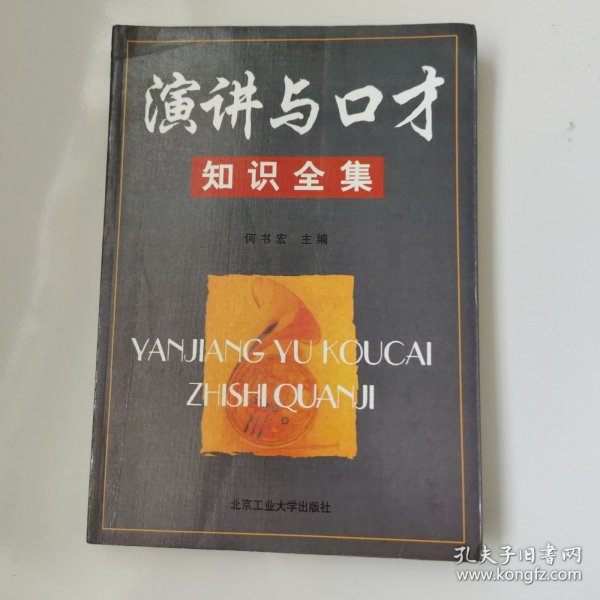 演讲与口才
知识全集
何书宏 主编
YANJIANG YU KOUCAI
ZHISHI QUANJI
北京工业大学出版社
孔夫子旧书网
www.kongfz.com